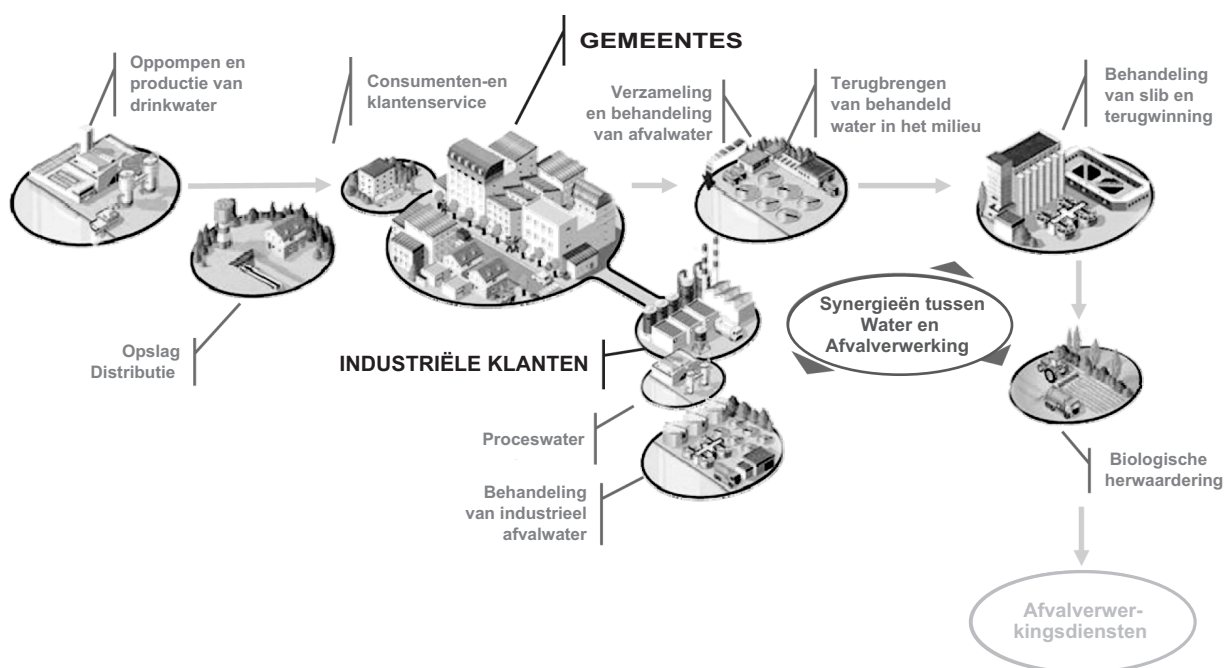 GEMEENTES
Oppompen en
productie van
drinkwater
Consumenten-en
klantenservice
Verzameling
en behandeling
van afvalwater
Terugbrengen
van behandeld
water in het milieu
Behandeling
van slib en
terugwinning
Opslag
Distributie
INDUSTRIËLE KLANTEN
Synergieën tussen
Water en
Afvalverwerking
Proceswater
Behandeling
van industrieel
afvalwater
Biologische
herwaardering
Afvalverwer-
kingsdiensten